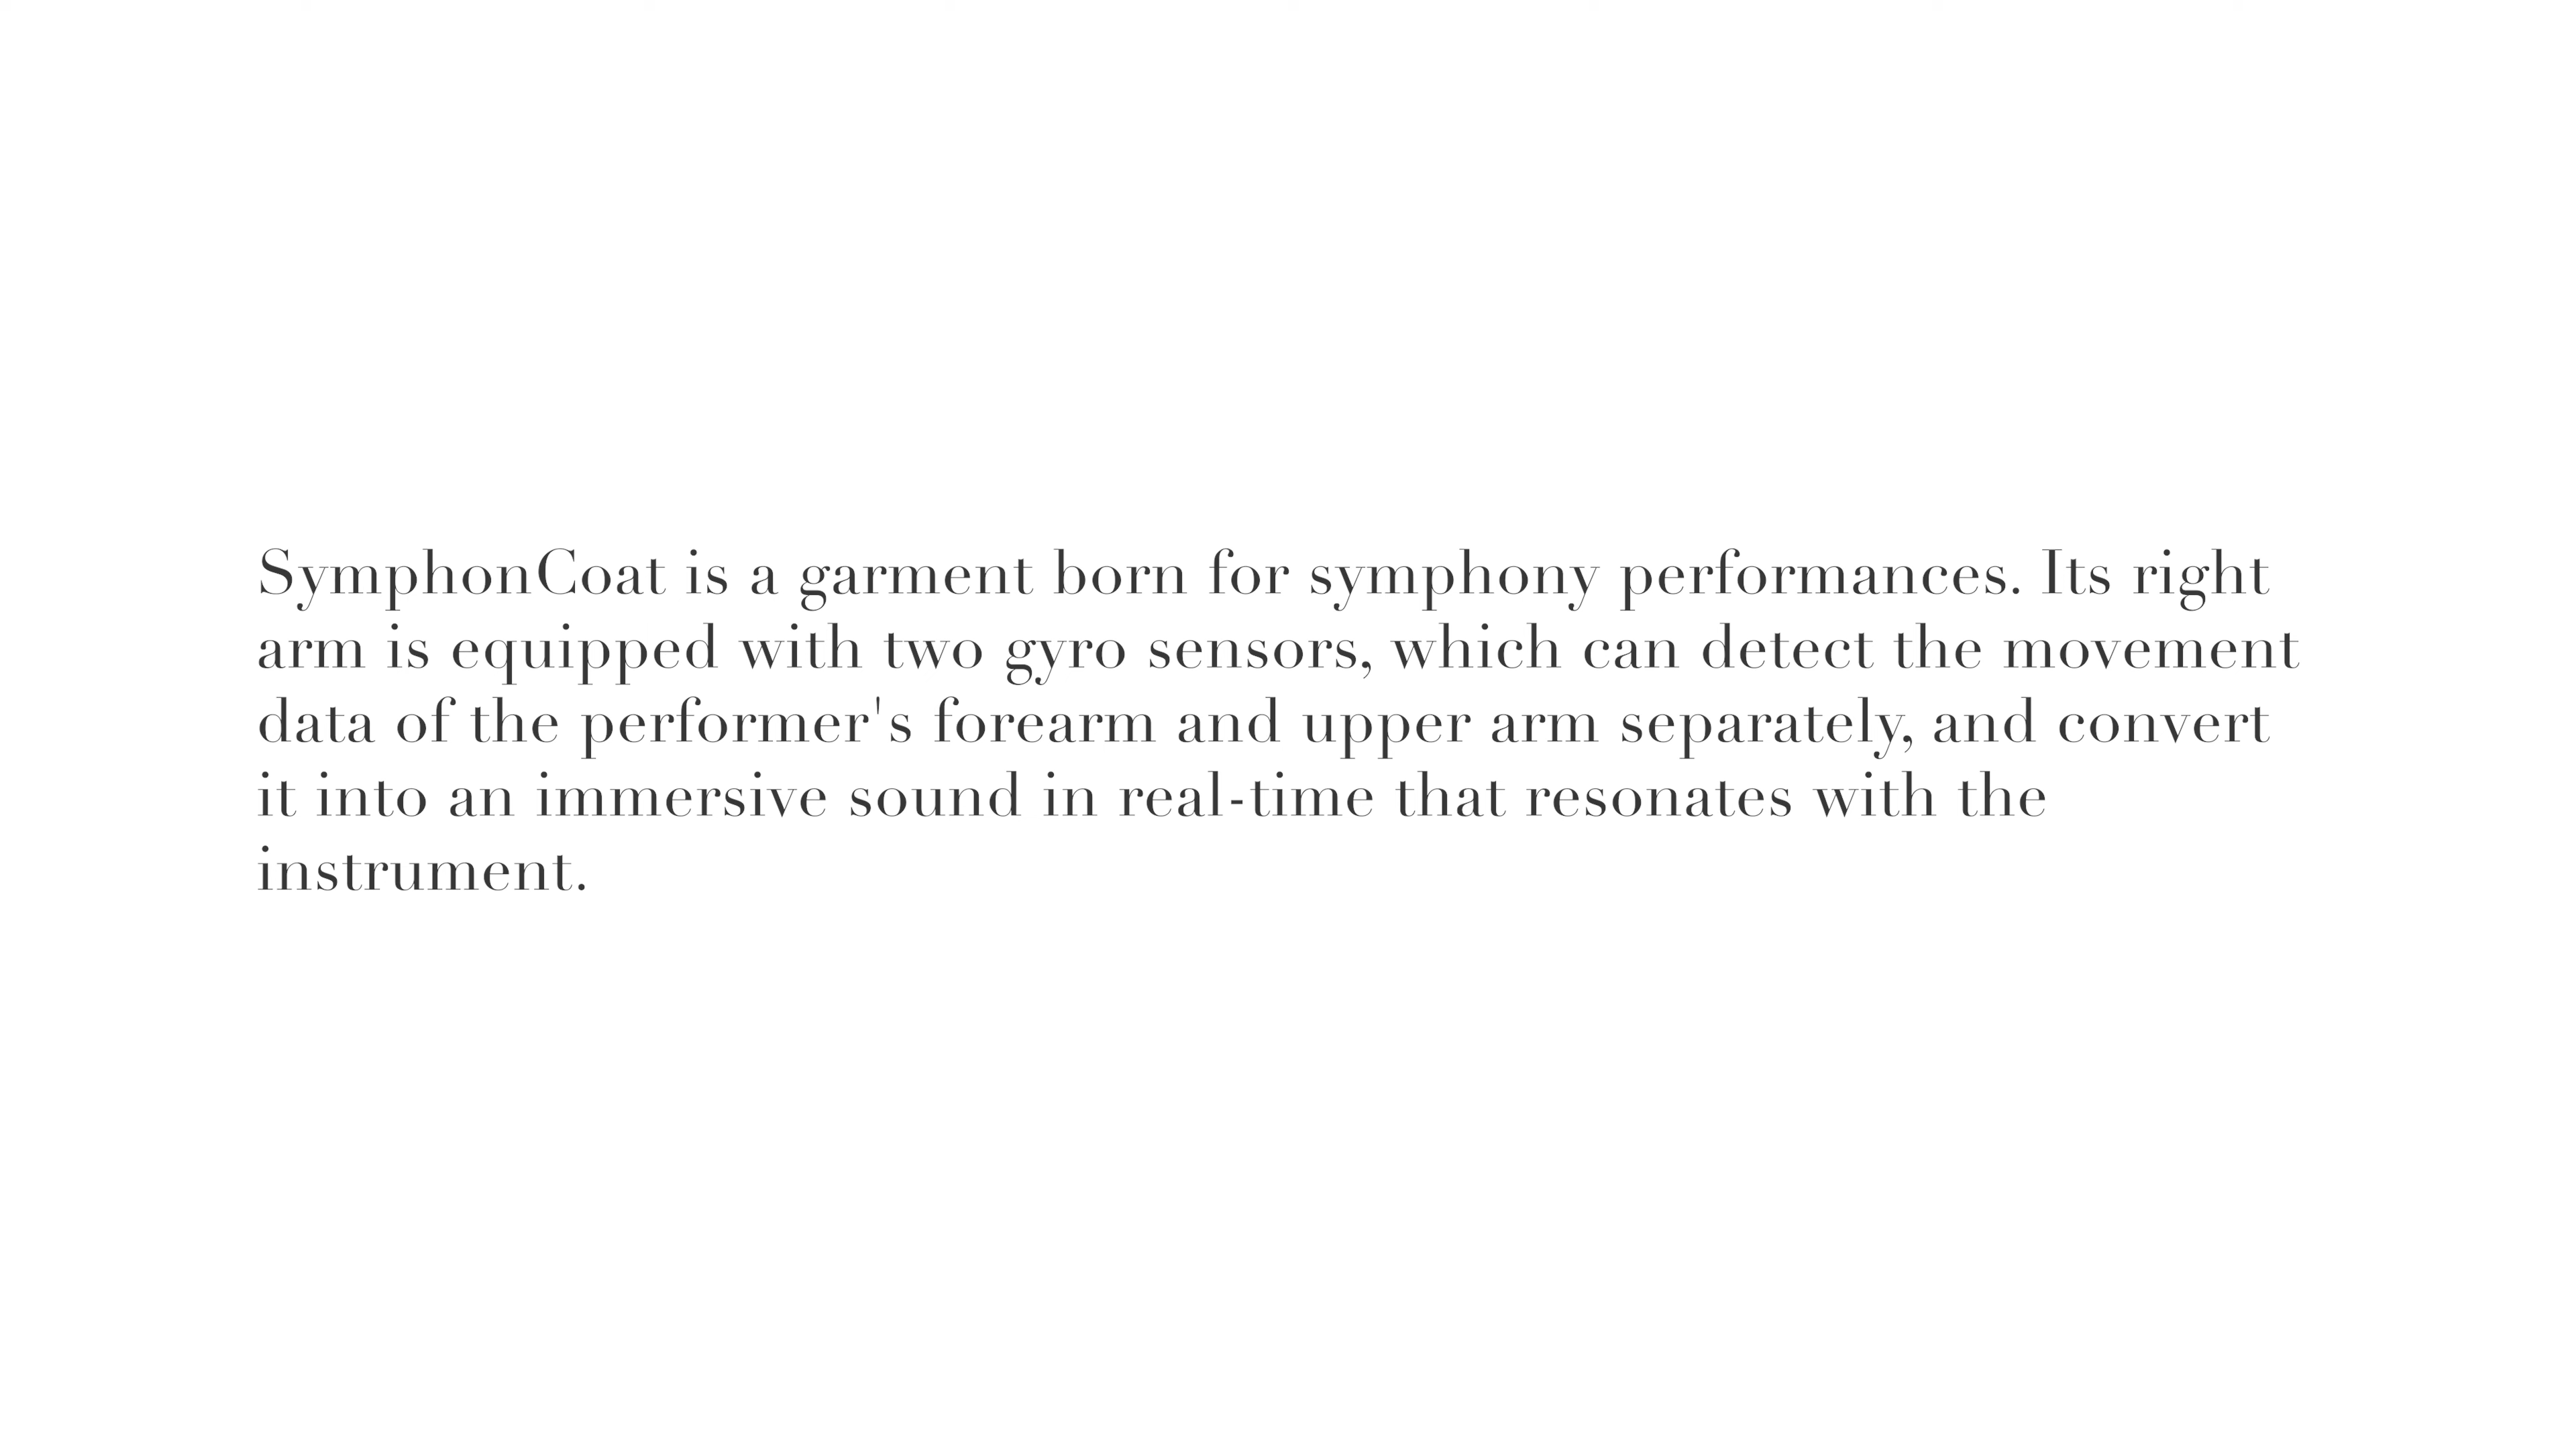 SymphonCoat is a garment born for symphony performances. Its right
arm is equipped with two gyro sensors, which can detect the movement
data of the performer's forearm and upper arm separately, and convert
it into an immersive sound in real-time that resonates with the
instrument.